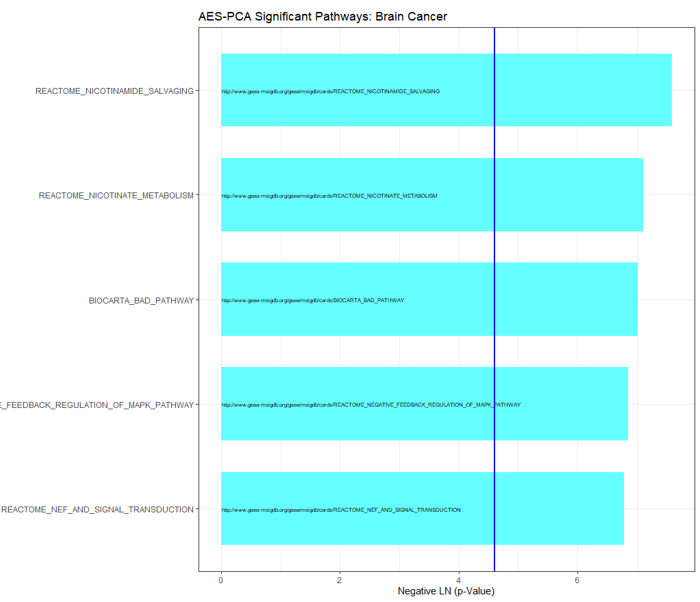 AES-PCA Significant Pathways: Brain Cancer
REACTOME_NICOTINAMIDE_SALVAGING
http://www.gsea-msigdb.org/gsea/msigdb/cards/REACTOME_NICOTINAMIDE_SALVAGING
REACTOME_NICOTINATE_METABOLISM
http://www.gsea-msigdb.org/gsea/msigdb/cards/REACTOME_NICOTINATE_METABOLISM
BIOCARTA_BAD_PATHWAY
http://www.gsea-msigdb.org/gsea/msigdb/cards/BIOCARTA_BAD_PATHWAY
E_FEEDBACK_REGULATION_OF_MAPK_PATHWAY
http://www.gsea-msigdb.org/gsea/msigdb/cards/REACTOME_NEGATIVE_FEEDBACK_REGULATION_OF_MAPK_PATHWAY
REACTOME_NEF_AND_SIGNAL_TRANSDUCTION
http://www.gsea-msigdb.org/gsea/msigdb/cards/REACTOME_NEF_AND_SIGNAL_TRANSDUCTION
0 2 4 6
Negative LN (p-Value)